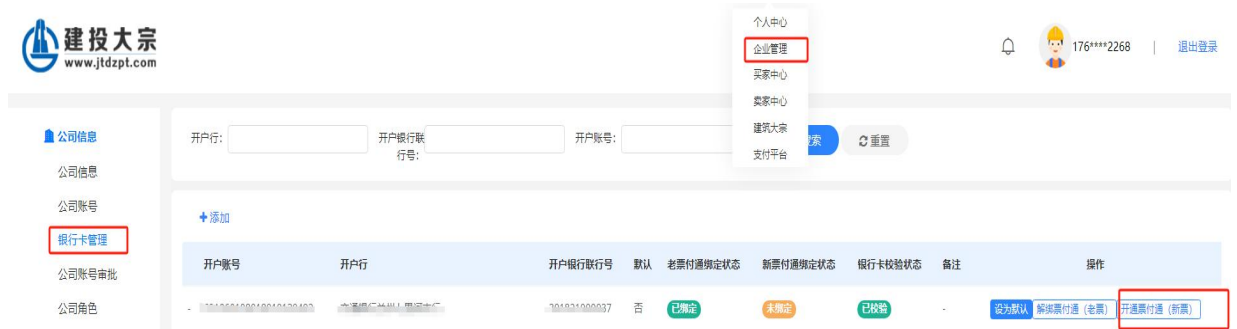 建投大宗
www.jtdzpt.com
个人中心
企业管理
买家中心
卖家中心
建筑大宗
支付平台
176****2268 | 退出登录
公司信息
公司信息
公司账号
银行卡管理
公司账号审批
公司角色
开户行: 开户银行联行号: 开户账号: 索 重置
+添加
开户账号 开户行 开户银行联行号 默认 老票付通绑定状态 新票付通绑定状态 银行卡校验状态 备注 操作
- 否 已绑定 未绑定 已校验 - 设为默认 解绑票付通（老票） 开通票付通（新票）